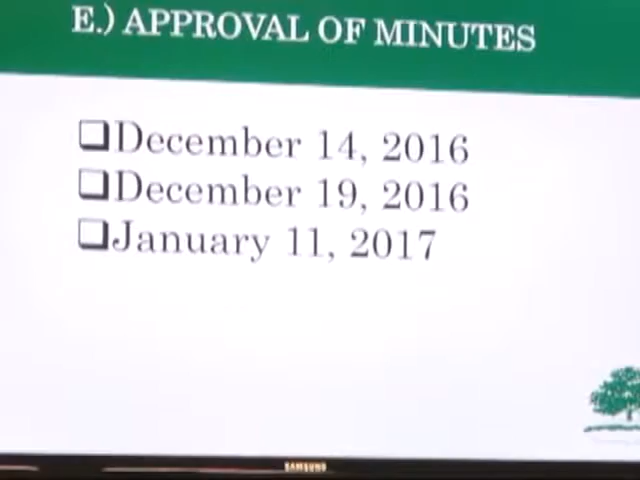 E.) APPROVAL OF MINUTES
❑December 14, 2016
❑December 19, 2016
❑January 11, 2017
SAMSUNG